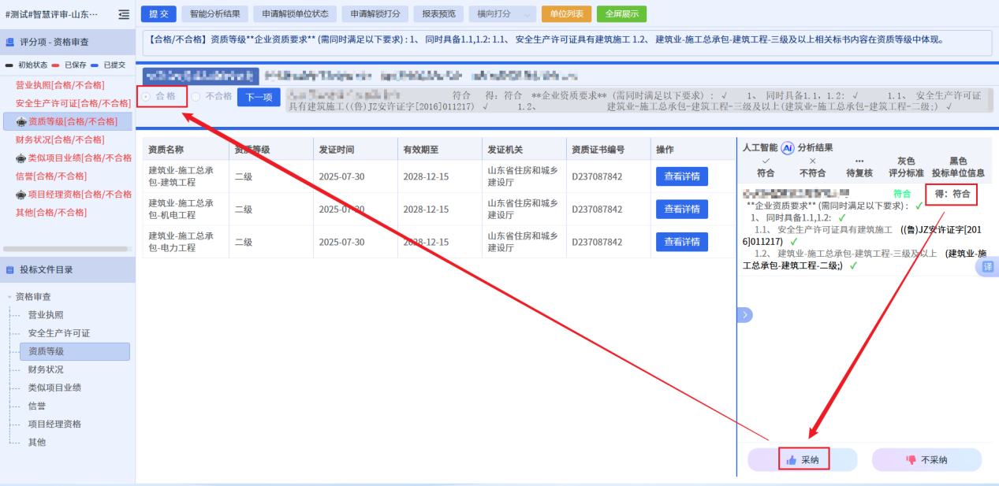 #测试#智慧评审-山东…
提 交
智能分析结果
申请解锁单位状态
申请解锁打分
报表预览
横向打分
单位列表
全屏展示
评分项 - 资格审查
【合格/不合格】资质等级**企业资质要求** (需同时满足以下要求) : 1、 同时具备1.1,1.2: 1.1、 安全生产许可证具有建筑施工 1.2、 建筑业-施工总承包-建筑工程-三级及以上相关标书内容在资质等级中体现。
初始状态
已保存
已提交
营业执照[合格/不合格]
安全生产许可证[合格/不合格]
资质等级[合格/不合格]
财务状况[合格/不合格]
类似项目业绩[合格/不合格
信誉[合格/不合格]
项目经理资格[合格/不合格
其他[合格/不合格]
合 格
不合格
下一项
符合 得: 符合 **企业资质要求** (需同时满足以下要求) : √ 1、 同时具备1.1, 1.2: √ 1.1、 安全生产许可证
具有建筑施工((鲁)JZ安许证字[2016]011217) √ 1.2、 建筑业-施工总承包-建筑工程-三级及以上(建筑业-施工总承包-建筑工程-二级;) √
资质名称 资质等级 发证时间 有效期至 发证机关 资质证书编号 操作
建筑业-施工总承包-建筑工程 二级 2025-07-30 2028-12-15 山东省住房和城乡建设厅 D237087842 查看详情
建筑业-施工总承包-机电工程 二级 2025-07-30 2028-12-15 山东省住房和城乡建设厅 D237087842 查看详情
建筑业-施工总承包-电力工程 二级 2025-07-30 2028-12-15 山东省住房和城乡建设厅 D237087842 查看详情
人工智能 Ai 分析结果
✓ × ··· 灰色 黑色
符合 不符合 待复核 评分标准 投标单位信息
符合 得: 符合
**企业资质要求** (需同时满足以下要求) : ✓
1、 同时具备1.1,1.2: ✓
1.1、 安全生产许可证具有建筑施工 ((鲁)JZ安许证字[201
6]011217) ✓
1.2、 建筑业-施工总承包-建筑工程-三级及以上 (建筑业-施
工总承包-建筑工程-二级;) ✓
译
采纳
不采纳
投标文件目录
资格审查
营业执照
安全生产许可证
资质等级
财务状况
类似项目业绩
信誉
项目经理资格
其他